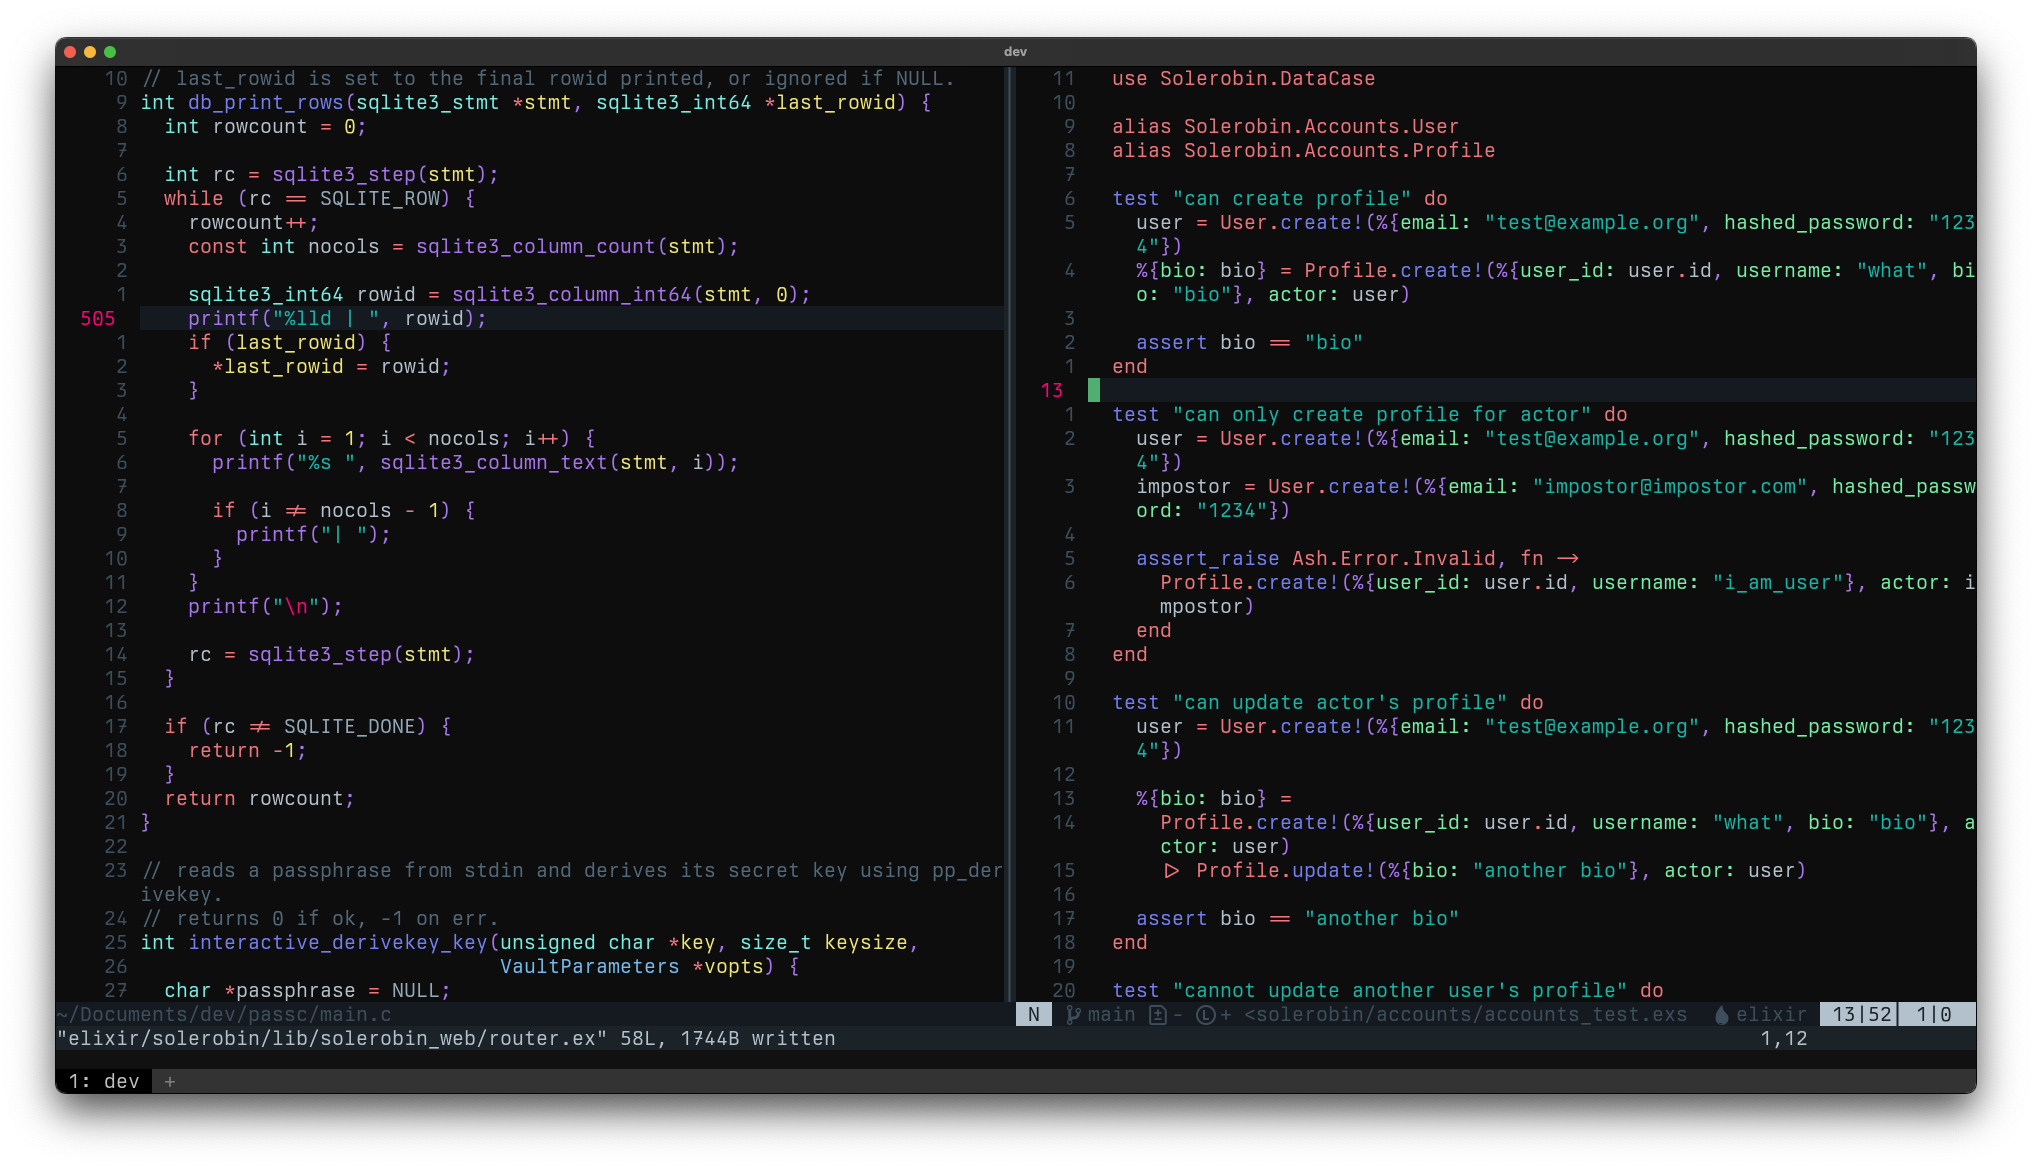 dev
10 // last_rowid is set to the final rowid printed, or ignored if NULL.
9 int db_print_rows(sqlite3_stmt *stmt, sqlite3_int64 *last_rowid) {
8   int rowcount = 0;
7
6   int rc = sqlite3_step(stmt);
5   while (rc == SQLITE_ROW) {
4     rowcount++;
3     const int nocols = sqlite3_column_count(stmt);
2
1     sqlite3_int64 rowid = sqlite3_column_int64(stmt, 0);
505     printf("%lld | ", rowid);
1     if (last_rowid) {
2       *last_rowid = rowid;
3     }
4
5     for (int i = 1; i < nocols; i++) {
6       printf("%s ", sqlite3_column_text(stmt, i));
7
8       if (i != nocols - 1) {
9         printf("| ");
10       }
11     }
12     printf("\n");
13
14     rc = sqlite3_step(stmt);
15   }
16
17   if (rc != SQLITE_DONE) {
18     return -1;
19   }
20   return rowcount;
21 }
22
23 // reads a passphrase from stdin and derives its secret key using pp_der
ivekey.
24 // returns 0 if ok, -1 on err.
25 int interactive_derivekey_key(unsigned char *key, size_t keysize,
26                               VaultParameters *vopts) {
27   char *passphrase = NULL;
~/Documents/dev/passc/main.c
11   use Solerobin.DataCase
10
9   alias Solerobin.Accounts.User
8   alias Solerobin.Accounts.Profile
7
6   test "can create profile" do
5     user = User.create!(%{email: "test@example.org", hashed_password: "123
4"})
4     %{bio: bio} = Profile.create!(%{user_id: user.id, username: "what", bi
o: "bio"}, actor: user)
3
2     assert bio == "bio"
1   end
13
1   test "can only create profile for actor" do
2     user = User.create!(%{email: "test@example.org", hashed_password: "123
4"})
3     impostor = User.create!(%{email: "impostor@impostor.com", hashed_passw
ord: "1234"})
4
5     assert_raise Ash.Error.Invalid, fn ->
6       Profile.create!(%{user_id: user.id, username: "i_am_user"}, actor: i
mpostor)
7     end
8   end
9
10   test "can update actor's profile" do
11     user = User.create!(%{email: "test@example.org", hashed_password: "123
4"})
12
13     %{bio: bio} =
14       Profile.create!(%{user_id: user.id, username: "what", bio: "bio"}, a
ctor: user)
15       |> Profile.update!(%{bio: "another bio"}, actor: user)
16
17     assert bio == "another bio"
18   end
19
20   test "cannot update another user's profile" do
N main ± - Ⓛ + <solerobin/accounts/accounts_test.exs elixir 13|52 1|0
"elixir/solerobin/lib/solerobin_web/router.ex" 58L, 1744B written 1,12
1: dev +